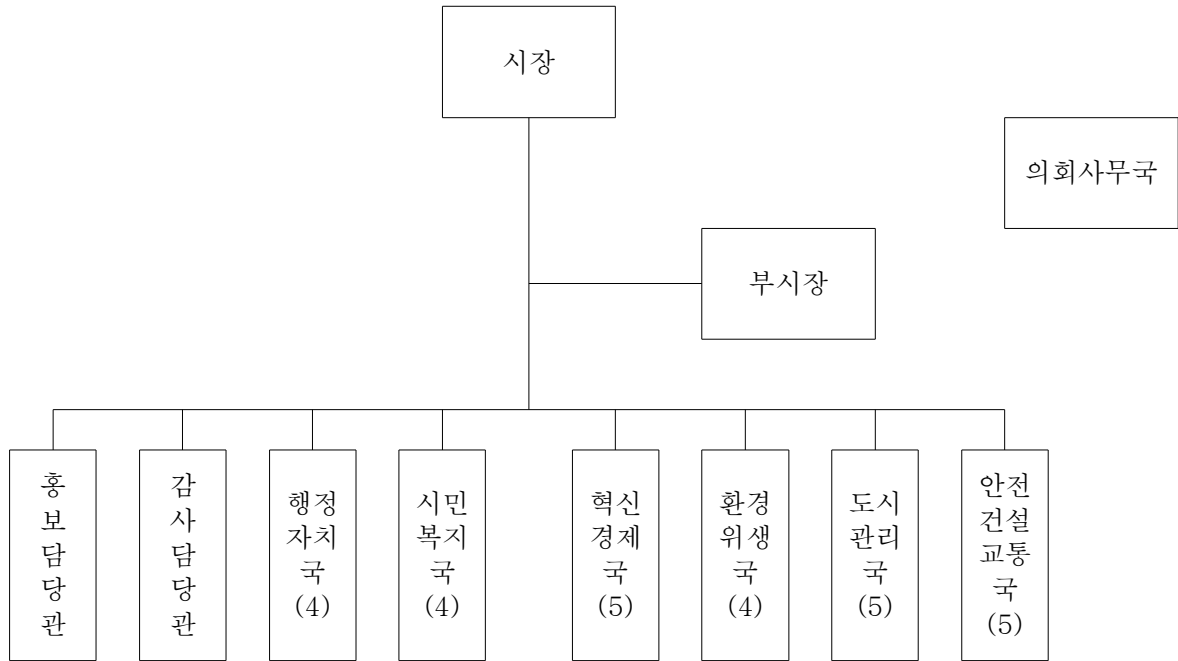 시장
의회사무국
부시장
홍
보
담
당
관
감
사
담
당
관
행정
자치
국
(4)
시민
복지
국
(4)
혁신
경제
국
(5)
환경
위생
국
(4)
도시
관리
국
(5)
안전
건설
교통
국
(5)